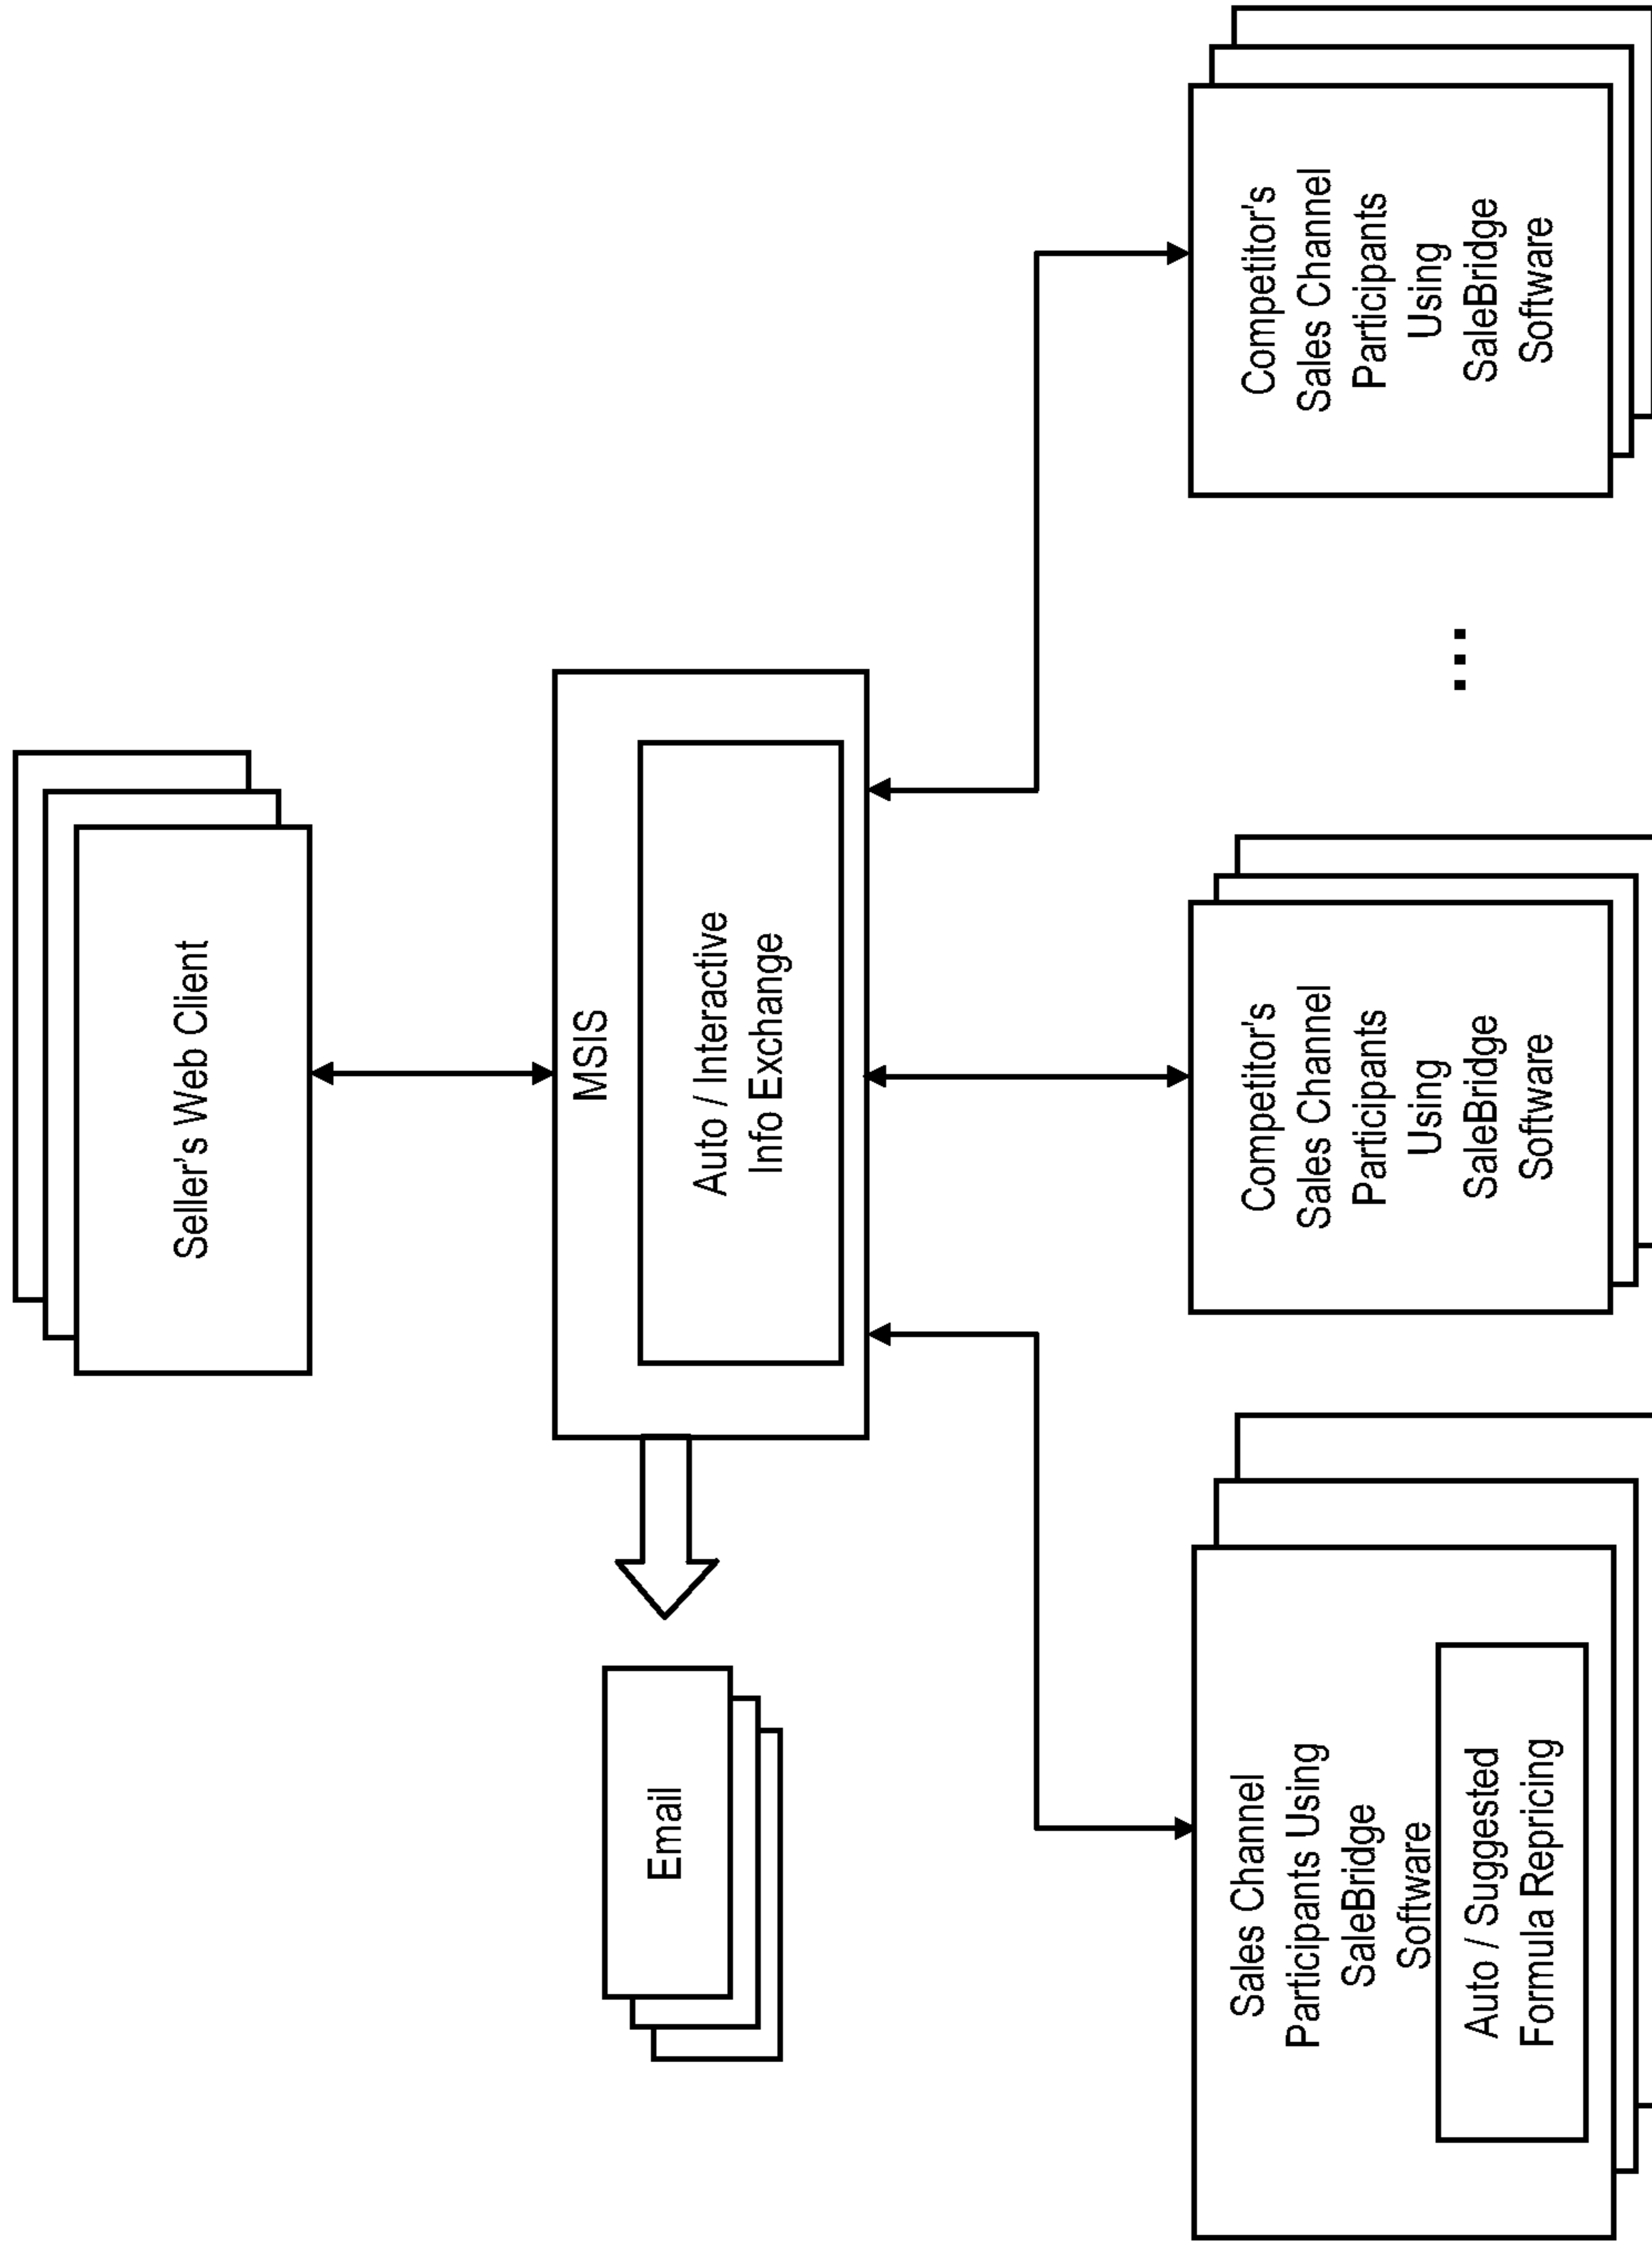 Seller's Web Client
MSIS
Auto / Interactive
Info Exchange
Email
Sales Channel
Participants Using
SaleBridge
Software
Auto / Suggested
Formula Repricing
Competitor's
Sales Channel
Participants
Using
SaleBridge
Software
...
Competitor's
Sales Channel
Participants
Using
SaleBridge
Software